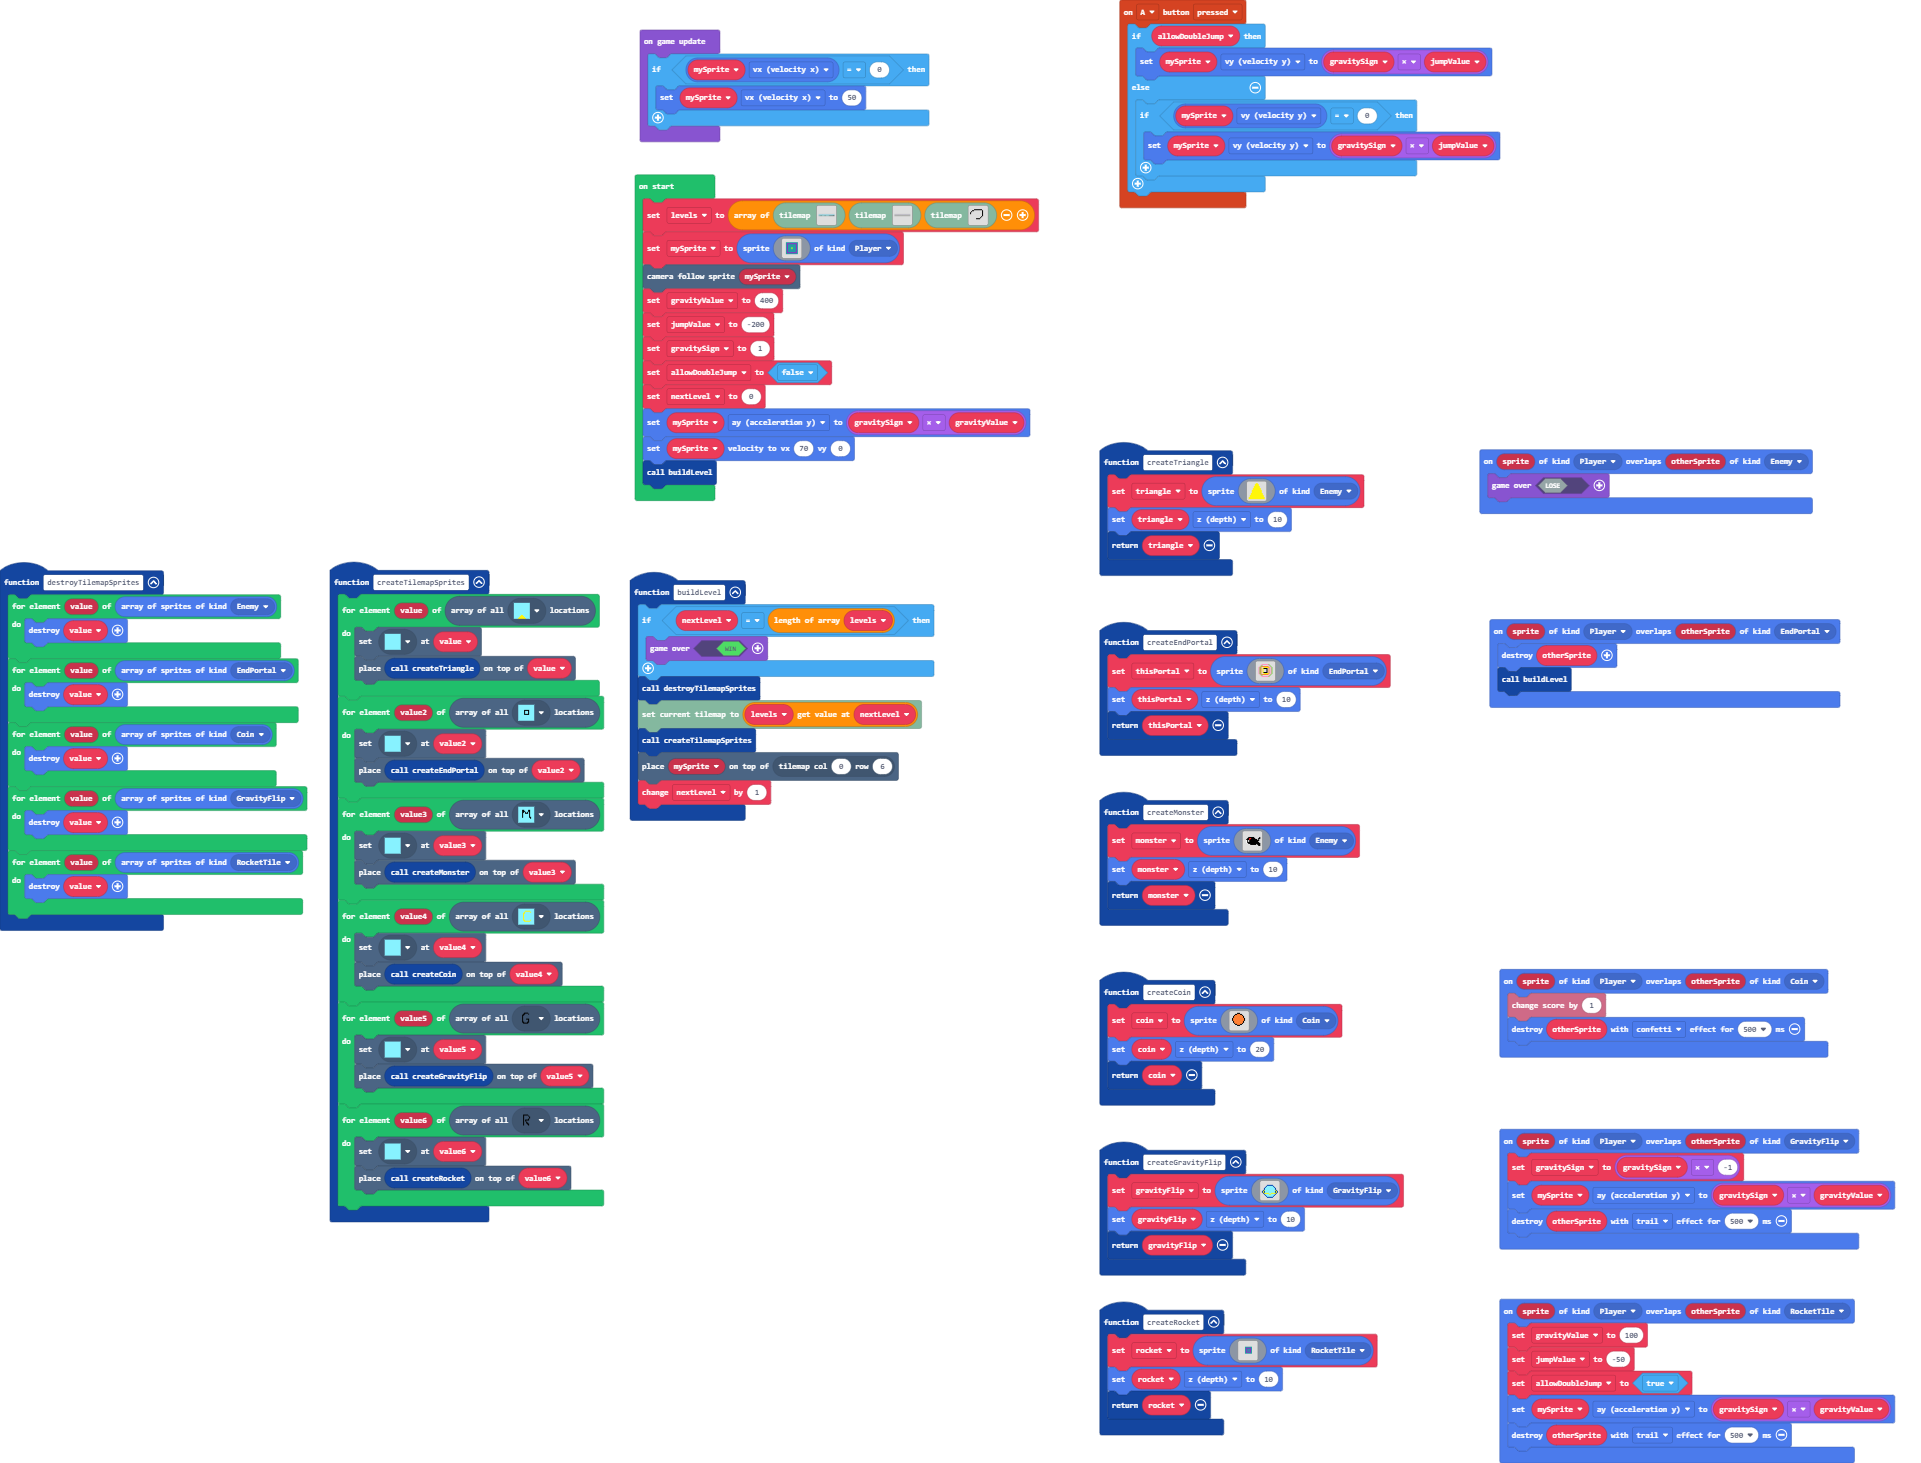 on game update
if mySprite vx (velocity x) = 0 then
set mySprite vx (velocity x) to 50
on start
set levels to array of tilemap tilemap tilemap
set mySprite to sprite of kind Player
camera follow sprite mySprite
set gravityValue to 400
set jumpValue to -200
set gravitySign to 1
set allowDoubleJump to false
set nextLevel to 0
set mySprite ay (acceleration y) to gravitySign × gravityValue
set mySprite velocity to vx 70 vy 0
call buildLevel
on A button pressed
if allowDoubleJump then
set mySprite vy (velocity y) to gravitySign × jumpValue
else
if mySprite vy (velocity y) = 0 then
set mySprite vy (velocity y) to gravitySign × jumpValue
function destroyTilemapSprites
for element value of array of sprites of kind Enemy
do
destroy value
for element value of array of sprites of kind EndPortal
do
destroy value
for element value of array of sprites of kind Coin
do
destroy value
for element value of array of sprites of kind GravityFlip
do
destroy value
for element value of array of sprites of kind RocketTile
do
destroy value
function createTilemapSprites
for element value of array of all locations
do
set at value
place call createTriangle on top of value
for element value2 of array of all locations
do
set at value2
place call createEndPortal on top of value2
for element value3 of array of all M locations
do
set at value3
place call createMonster on top of value3
for element value4 of array of all locations
do
set at value4
place call createCoin on top of value4
for element value5 of array of all G locations
do
set at value5
place call createGravityFlip on top of value5
for element value6 of array of all R locations
do
set at value6
place call createRocket on top of value6
function buildLevel
if nextLevel = length of array levels then
game over WIN
call destroyTilemapSprites
set current tilemap to levels get value at nextLevel
call createTilemapSprites
place mySprite on top of tilemap col 0 row 6
change nextLevel by 1
function createTriangle
set triangle to sprite of kind Enemy
set triangle z (depth) to 10
return triangle
function createEndPortal
set thisPortal to sprite of kind EndPortal
set thisPortal z (depth) to 10
return thisPortal
function createMonster
set monster to sprite of kind Enemy
set monster z (depth) to 10
return monster
function createCoin
set coin to sprite of kind Coin
set coin z (depth) to 20
return coin
function createGravityFlip
set gravityFlip to sprite of kind GravityFlip
set gravityFlip z (depth) to 10
return gravityFlip
function createRocket
set rocket to sprite of kind RocketTile
set rocket z (depth) to 10
return rocket
on sprite of kind Player overlaps otherSprite of kind Enemy
game over LOSE
on sprite of kind Player overlaps otherSprite of kind EndPortal
destroy otherSprite
call buildLevel
on sprite of kind Player overlaps otherSprite of kind Coin
change score by 1
destroy otherSprite with confetti effect for 500 ms
on sprite of kind Player overlaps otherSprite of kind GravityFlip
set gravitySign to gravitySign × -1
set mySprite ay (acceleration y) to gravitySign × gravityValue
destroy otherSprite with trail effect for 500 ms
on sprite of kind Player overlaps otherSprite of kind RocketTile
set gravityValue to 100
set jumpValue to -50
set allowDoubleJump to true
set mySprite ay (acceleration y) to gravitySign × gravityValue
destroy otherSprite with trail effect for 500 ms